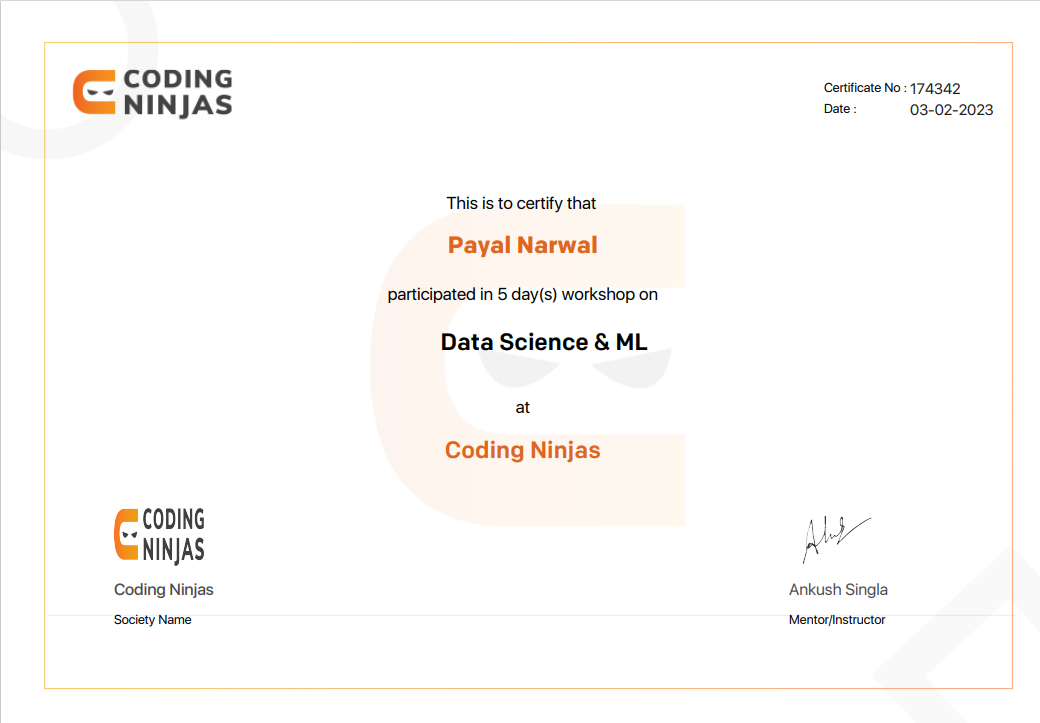 CODING
NINJAS
Certificate No : 174342
Date : 03-02-2023
This is to certify that
Payal Narwal
participated in 5 day(s) workshop on
Data Science & ML
at
Coding Ninjas
CODING
NINJAS
Coding Ninjas
Society Name
Ankush Singla
Mentor/Instructor